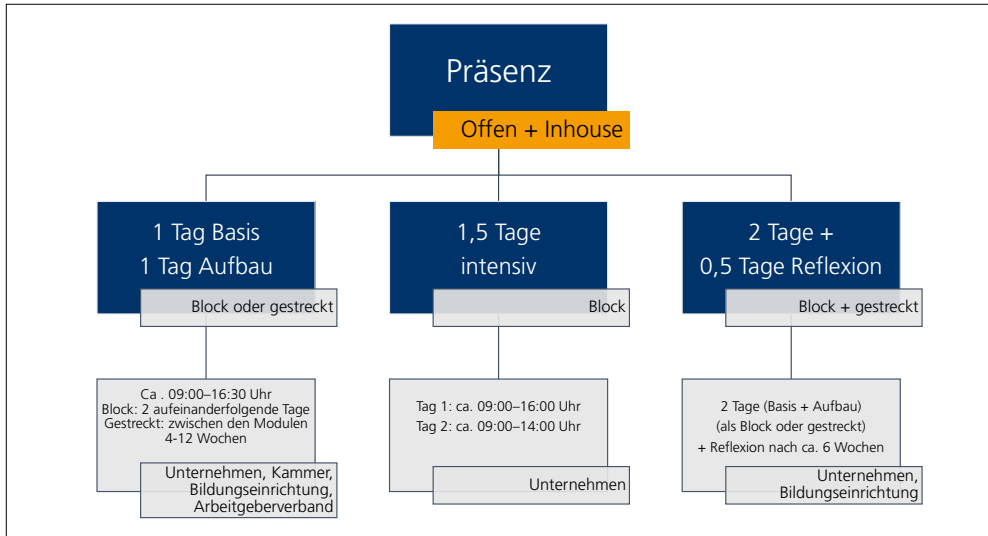 Präsenz
Offen + Inhouse
1 Tag Basis
1 Tag Aufbau
Block oder gestreckt
Ca . 09:00–16:30 Uhr
Block: 2 aufeinanderfolgende Tage
Gestreckt: zwischen den Modulen
4-12 Wochen
Unternehmen, Kammer,
Bildungseinrichtung,
Arbeitgeberverband
1,5 Tage
intensiv
Block
Tag 1: ca. 09:00–16:00 Uhr
Tag 2: ca. 09:00–14:00 Uhr
Unternehmen
2 Tage +
0,5 Tage Reflexion
Block + gestreckt
2 Tage (Basis + Aufbau)
(als Block oder gestreckt)
+ Reflexion nach ca. 6 Wochen
Unternehmen,
Bildungseinrichtung